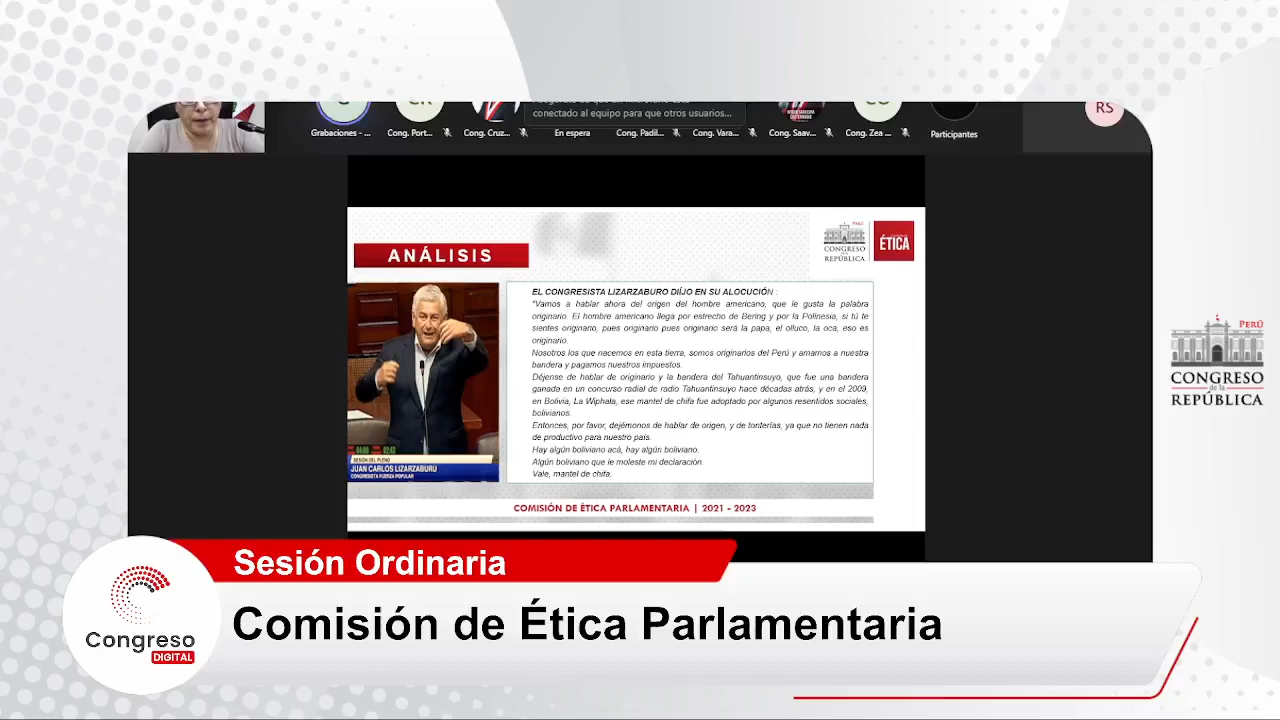 RS
conectado al equipo para que otros usuarios...
Grabaciones - ...
Cong. Port...
Cong. Cruz...
En espera
Cong. Padil...
Cong. Vara...
Cong. Saav...
Cong. Zea ...
Participantes
ANÁLISIS
PERÚ
CONGRESO
REPÚBLICA
ÉTICA
EL CONGRESISTA LIZARZABURO DIÍJO EN SU ALOCUCIÓN :
"Vamos a hablar ahora del origen del hombre americano, que le gusta la palabra
originario. El hombre americano llega por estrecho de Bering y por la Polinesia, si tú te
sientes originario, pues originario pues originario será la papa, el olluco, la oca, eso es
originario.
Nosotros los que nacemos en esta tierra, somos originarios del Perú y amamos a nuestra
bandera y pagamos nuestros impuestos.
Déjense de hablar de originario y la bandera del Tahuantinsuyo, que fue una bandera
ganada en un concurso radial de radio Tahuantinsuyo hace décadas atrás, y en el 2009,
en Bolivia, La Wiphala, ese mantel de chifa fue adoptado por algunos resentidos sociales,
bolivianos.
Entonces, por favor, dejémonos de hablar de origen, y de tonterías, ya que no tienen nada
de productivo para nuestro país.
Hay algún boliviano acá, hay algún boliviano.
Algún boliviano que le moleste mi declaración.
Vale, mantel de chifa.
SESIÓN DEL PLENO
JUAN CARLOS LIZARZABURU
CONGRESISTA FUERZA POPULAR
COMISIÓN DE ÉTICA PARLAMENTARIA | 2021 - 2023
PERÚ
CONGRESO
de la
REPÚBLICA
Sesión Ordinaria
Comisión de Ética Parlamentaria
Congreso
DIGITAL